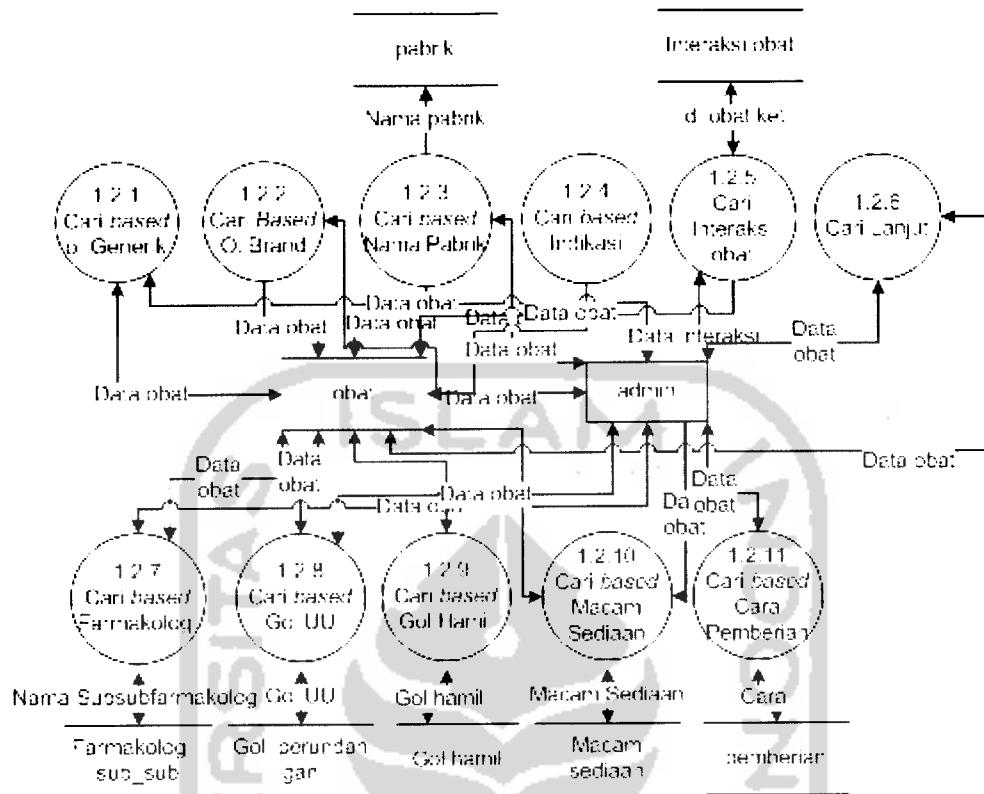 pabrik
Interaksi obat
Nama pabrik
d obat ket
1.2.1
Cari based
o Generik
1.2.2
Cari Based
O. Brand
1.2.3
Cari based
Nama Pabrik
1.2.4
Cari based
Indikasi
1.2.5
Cari
Interaks
obat
1.2.6
Cari Lanjut
Data obat
Data obat
Data obat
Data
Data obat
Data obat
Data interaksi
Data
obat
Data obat
obat
Data obat
admin
ISLAM
Data
obat
Data
obat
Data obat
Data obat
Data
obat
Data
obat
Data obat
1.2.7
Cari based
Farmakolog
1.2.8
Cari based
Gol UU
1.2.9
Cari based
Gol Hamil
1.2.10
Cari based
Macam
Sediaan
1.2.11
Cari based
Cara
Pemberian
Nama Subsubfarmakolog
Gol UU
Gol hamil
Macam Sediaan
Cara
Farmakolog
sub_sub
Gol perundan
gan
Gol hamil
Macam
sediaan
pemberian